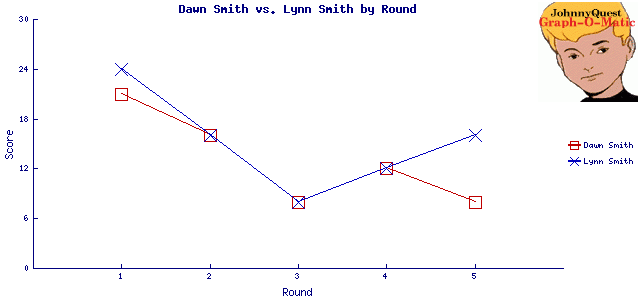 Dawn Smith vs. Lynn Smith by Round
JohnnyQuest
Graph-O-Matic
30
24
18
12
6
0
Score
1 2 3 4 5
Round
Dawn Smith
Lynn Smith